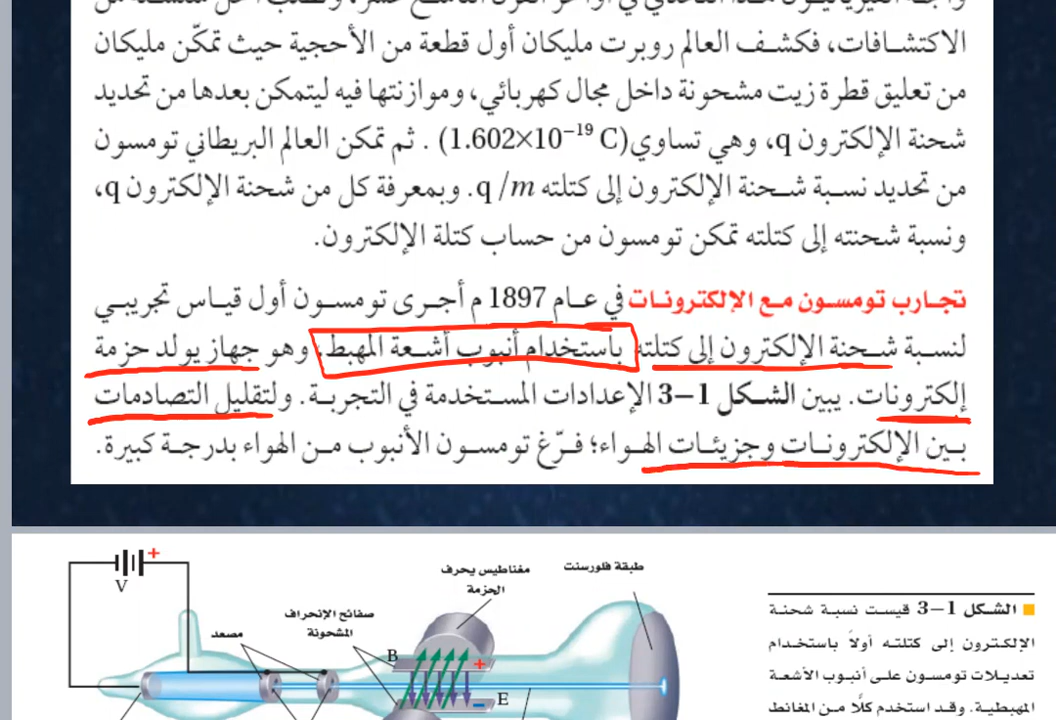 الاكتشافات، فكشف العالم روبرت مليكان أول قطعة من الأحجية حيث تمكّن مليكان
من تعليق قطرة زيت مشحونة داخل مجال كهربائي، وموازنتها فيه ليتمكن بعدها من تحديد
شحنة الإلكترون q، وهي تساوي (1.602×10⁻¹⁹ C) . ثم تمكن العالم البريطاني تومسون
من تحديد نسبة شحنة الإلكترون إلى كتلته q/m. وبمعرفة كل من شحنة الإلكترون q،
ونسبة شحنته إلى كتلته تمكن تومسون من حساب كتلة الإلكترون.
تجارب تومسون مع الإلكترونات في عام 1897 م أجرى تومسون أول قياس تجريبي
لنسبة شحنة الإلكترون إلى كتلته باستخدام أنبوب أشعة المهبط، وهو جهاز يولد حزمة
إلكترونات. يبين الشكل 1-3 الإعدادات المستخدمة في التجربة. ولتقليل التصادمات
بين الإلكترونات وجزيئات الهواء؛ فرّغ تومسون الأنبوب من الهواء بدرجة كبيرة.
طبقة فلورسنت
مغناطيس يحرف
الحزمة
صفائح الإنحراف
المشحونة
مصعد
V
+
B
+
–
E
الشكل 1-3 قيست نسبة شحنة
الإلكترون إلى كتلته أولاً باستخدام
تعديلات تومسون على أنبوب الأشعة
المهبطية. وقد استخدم كلًا من المغانط